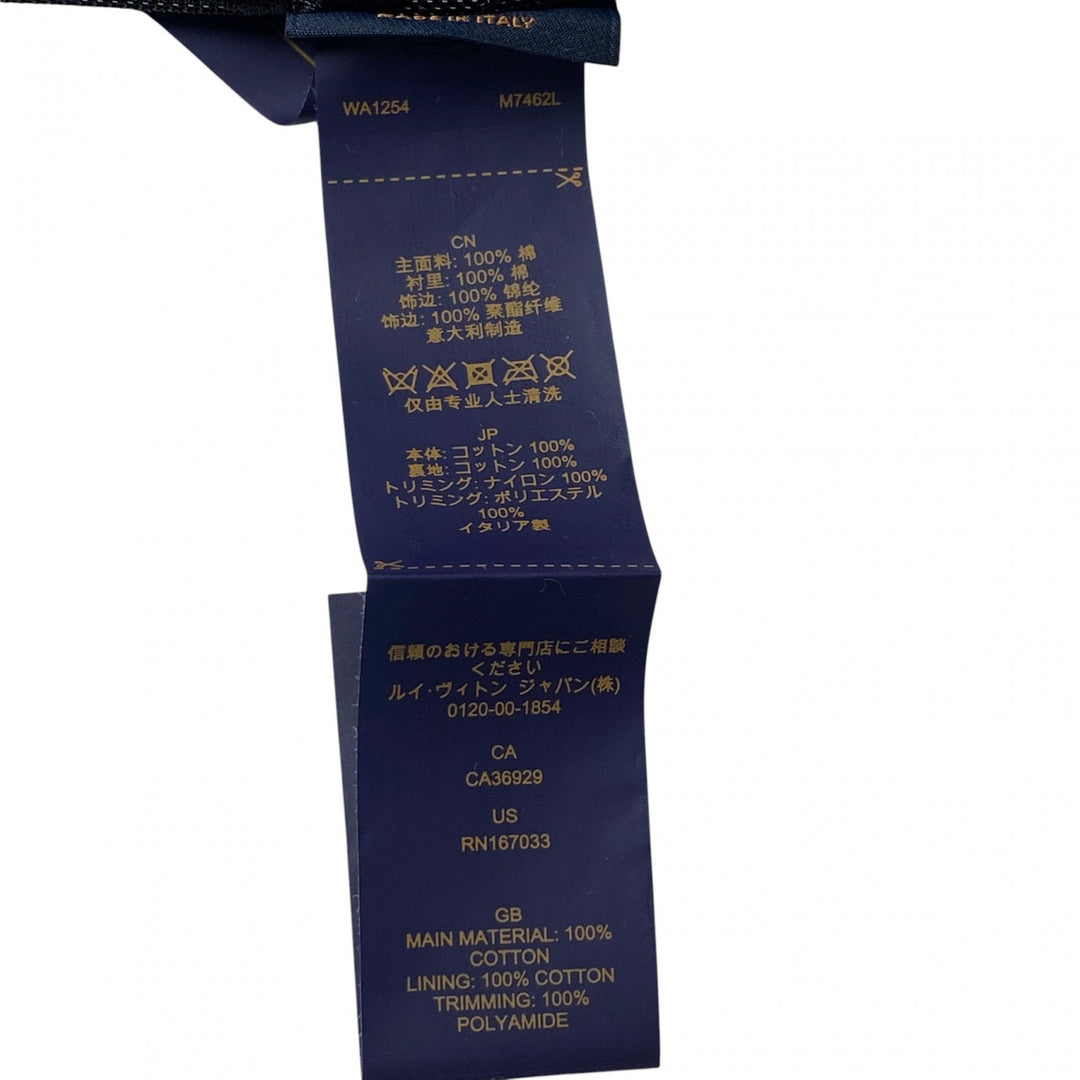 MADE IN ITALY
WA1254 M7462L
CN
主面料: 100% 棉
衬里: 100% 棉
饰边: 100% 锦纶
饰边: 100% 聚酯纤维
意大利制造
仅由专业人士清洗
JP
本体: コットン 100%
裏地: コットン 100%
トリミング: ナイロン 100%
トリミング: ポリエステル
100%
イタリア製
信頼のおける専門店にご相談
ください
ルイ·ヴィトン ジャパン(株)
0120-00-1854
CA
CA36929
US
RN167033
GB
MAIN MATERIAL: 100%
COTTON
LINING: 100% COTTON
TRIMMING: 100%
POLYAMIDE